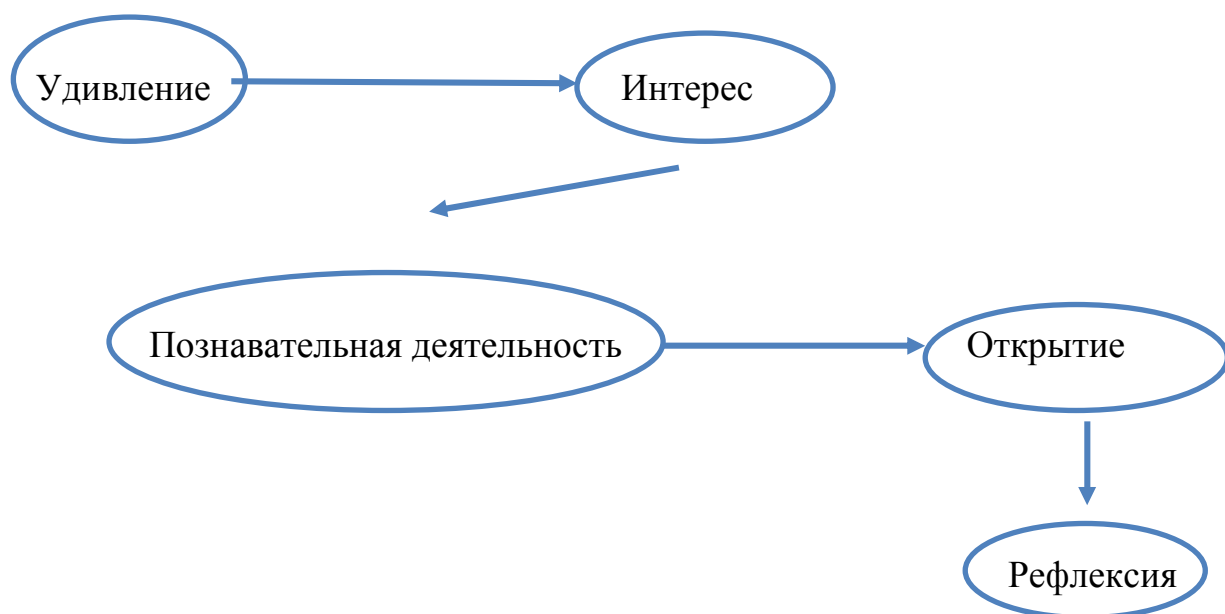 Удивление
Интерес
Познавательная деятельность
Открытие
Рефлексия